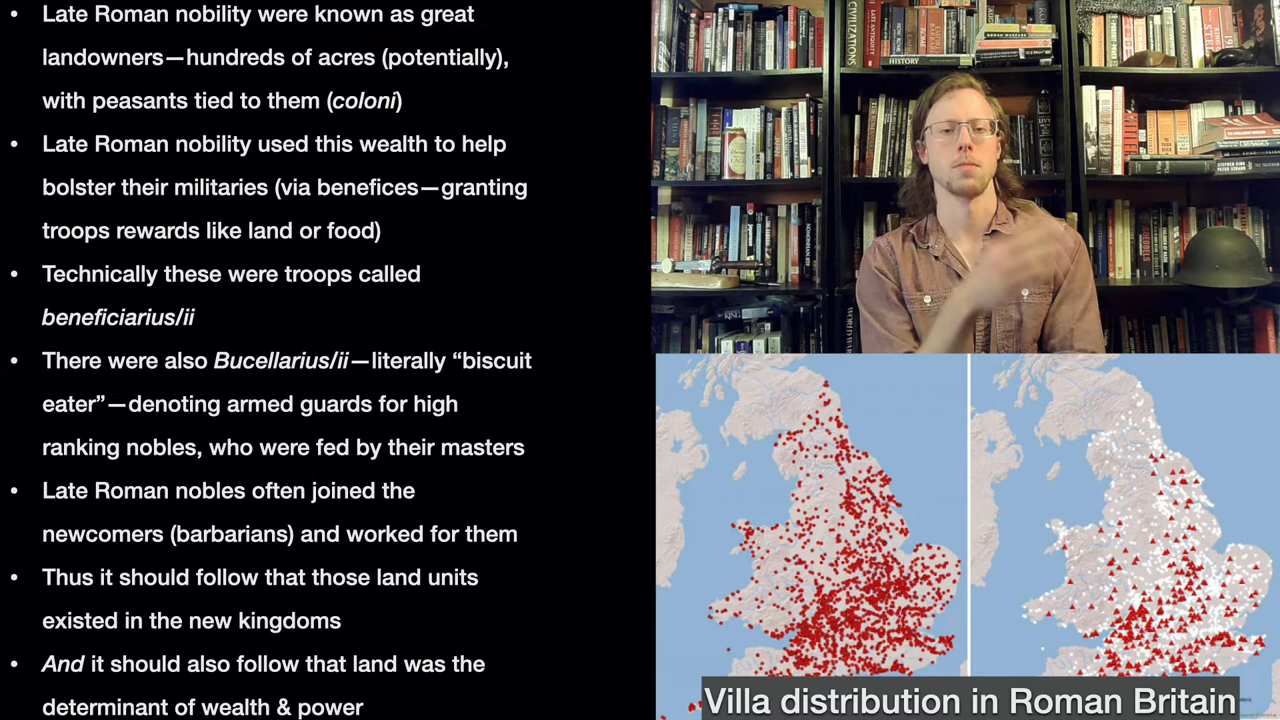 • Late Roman nobility were known as great
landowners—hundreds of acres (potentially),
with peasants tied to them (coloni)
• Late Roman nobility used this wealth to help
bolster their militaries (via benefices—granting
troops rewards like land or food)
• Technically these were troops called
beneficiarius/ii
• There were also Bucellarius/ii—literally “biscuit
eater”—denoting armed guards for high
ranking nobles, who were fed by their masters
• Late Roman nobles often joined the
newcomers (barbarians) and worked for them
• Thus it should follow that those land units
existed in the new kingdoms
• And it should also follow that land was the
determinant of wealth & power
CIVILIZATION
LATE ANTIQUITY
HISTORY
Villa distribution in Roman Britain